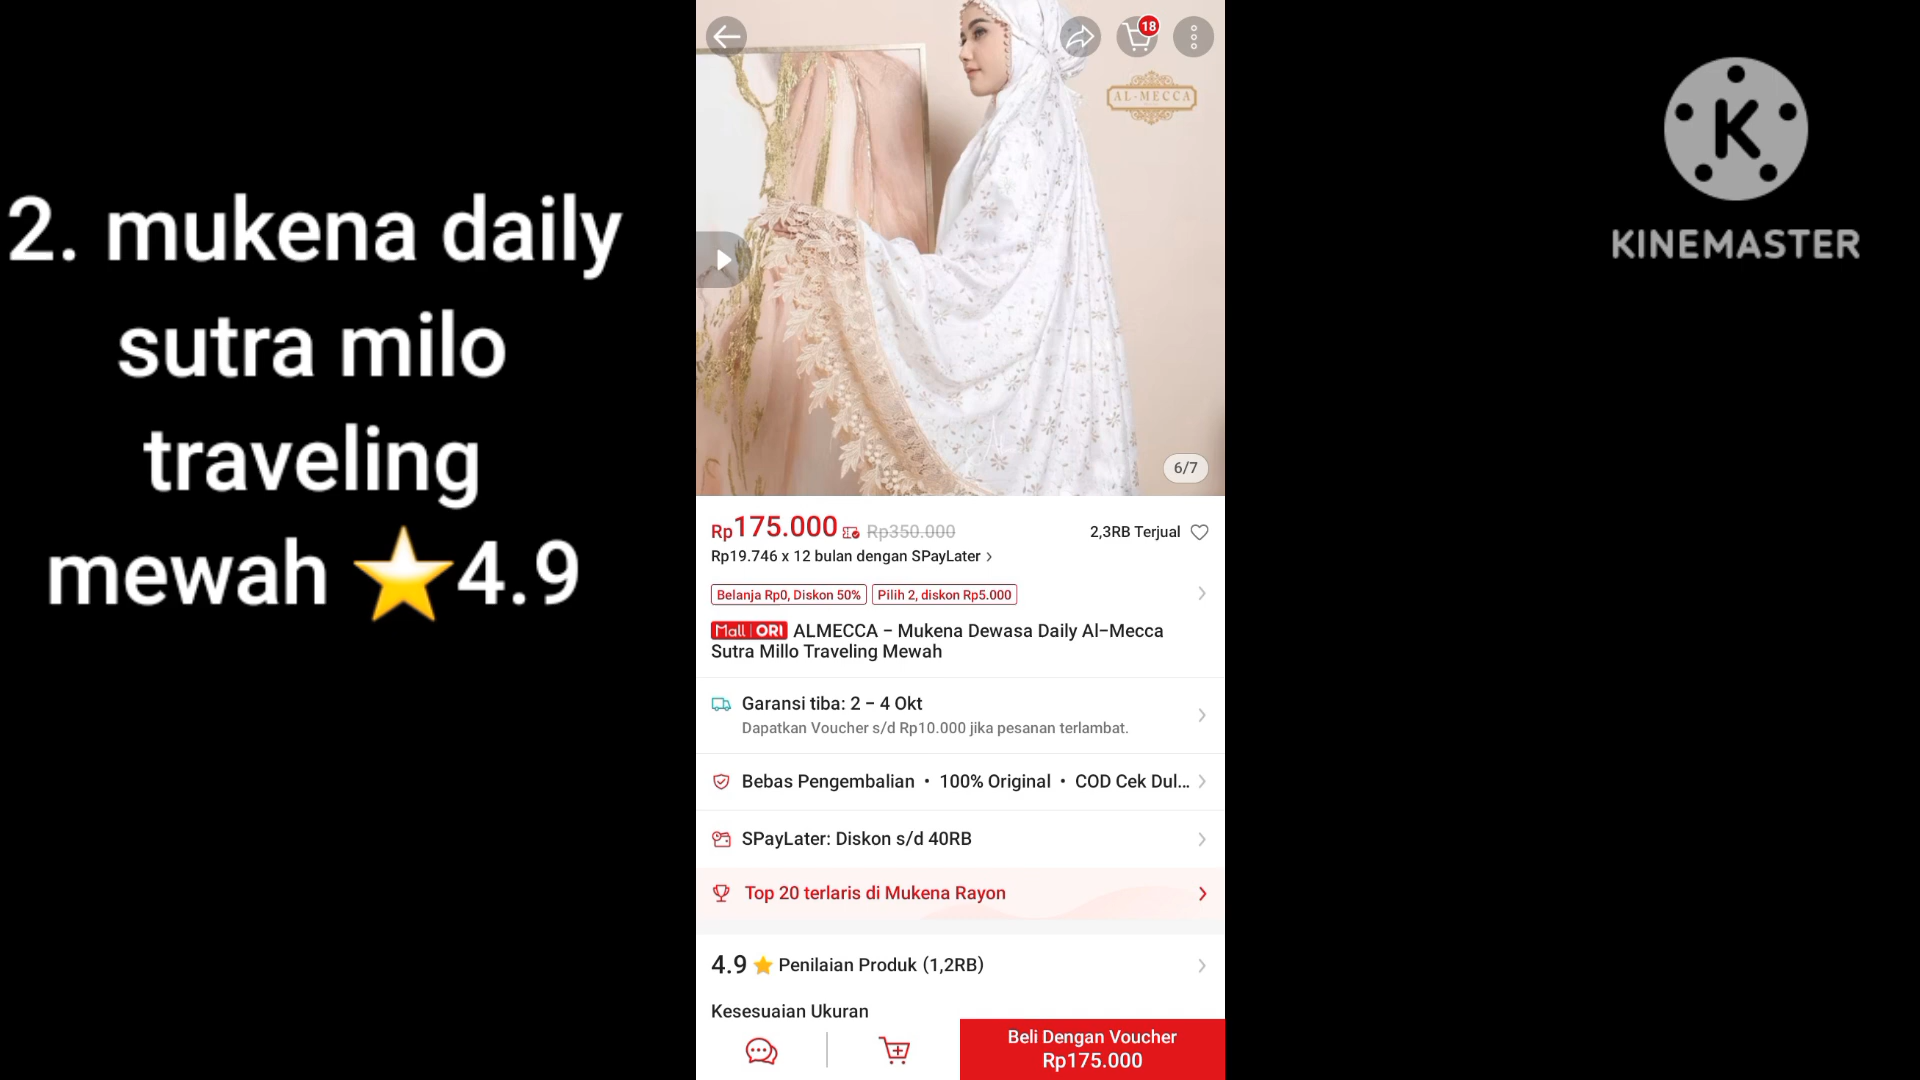 2. mukena daily
sutra milo
traveling
mewah ⭐4.9
KINEMASTER
18
AL-MECCA
6/7
Rp175.000 Rp350.000
2,3RB Terjual
Rp19.746 x 12 bulan dengan SPayLater >
Belanja Rp0, Diskon 50% Pilih 2, diskon Rp5.000
Mall | ORI ALMECCA - Mukena Dewasa Daily Al-Mecca
Sutra Millo Traveling Mewah
Garansi tiba: 2 - 4 Okt
Dapatkan Voucher s/d Rp10.000 jika pesanan terlambat.
Bebas Pengembalian • 100% Original • COD Cek Dul...
SPayLater: Diskon s/d 40RB
Top 20 terlaris di Mukena Rayon
4.9 ⭐ Penilaian Produk (1,2RB)
Kesesuaian Ukuran
Beli Dengan Voucher
Rp175.000